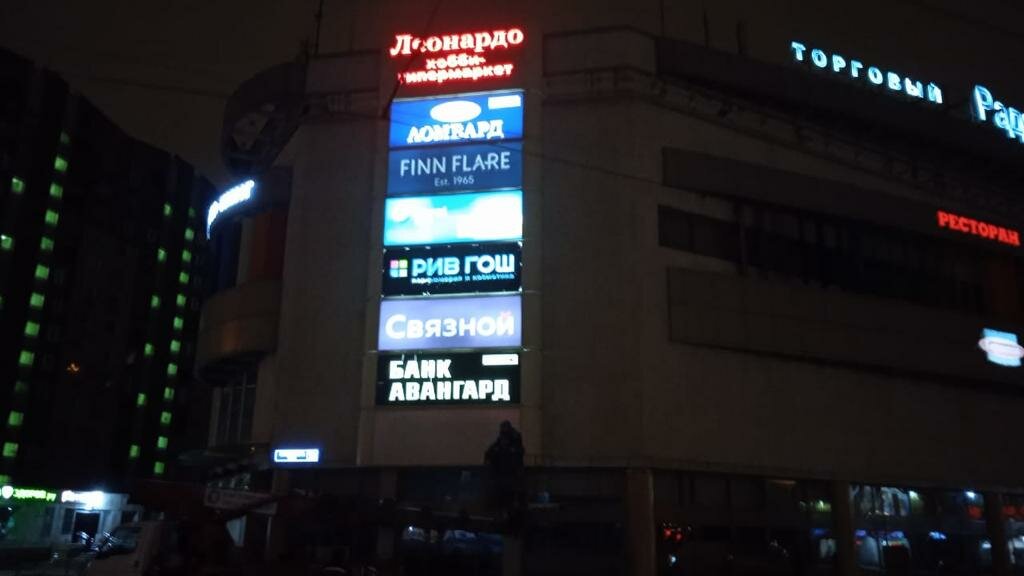 Леонардо
хобби-
гипермаркет
ЛОМБАРД
FINN FLARE
Est. 1965
РИВ ГОШ
парфюмерия и косметика
Связной
БАНК
АВАНГАРД
ТОРГОВЫЙ
РЕСТОРАН